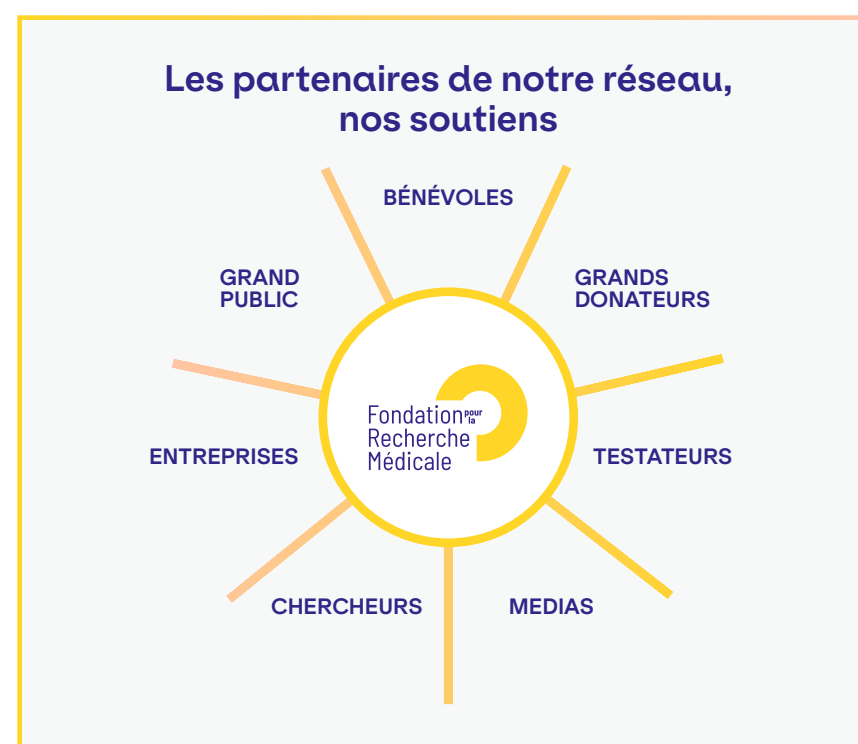 Les partenaires de notre réseau,
nos soutiens
BÉNÉVOLES
GRAND
PUBLIC
GRANDS
DONATEURS
Fondation pour la
Recherche
Médicale
ENTREPRISES
TESTATEURS
CHERCHEURS
MEDIAS